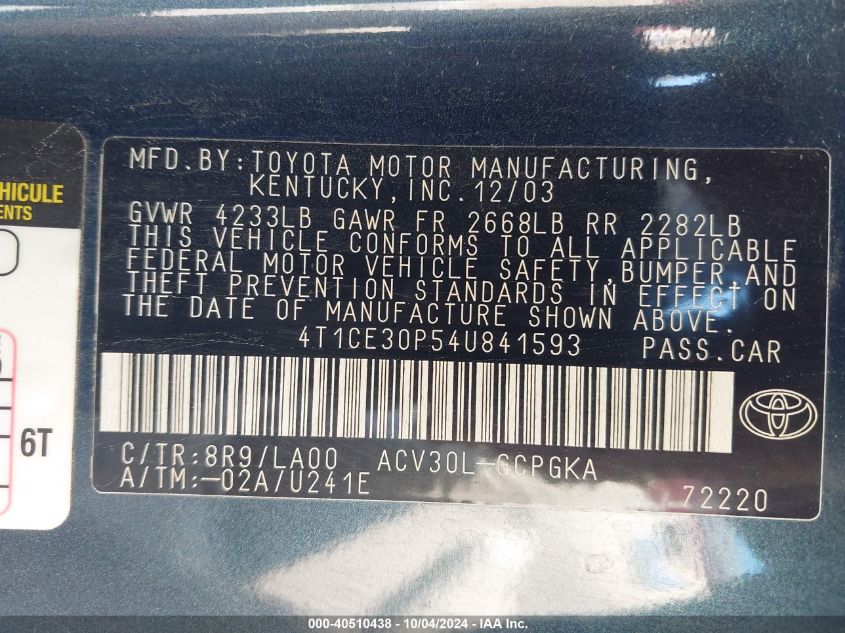 MFD.BY:TOYOTA MOTOR MANUFACTURING,
KENTUCKY,INC.12/03
GVWR 4233LB GAWR FR 2668LB RR 2282LB
THIS VEHICLE CONFORMS TO ALL APPLICABLE
FEDERAL MOTOR VEHICLE SAFETY,BUMPER,AND
THEFT PREVENTION STANDARDS IN EFFECT ON
THE DATE OF MANUFACTURE SHOWN ABOVE.
4T1CE30P54U841593 PASS.CAR
C/TR:8R9/LA00 ACV30L-GCPGKA
A/TM:-02A/U241E 72220
6T
000-40510438 - 10/04/2024 - IAA Inc.